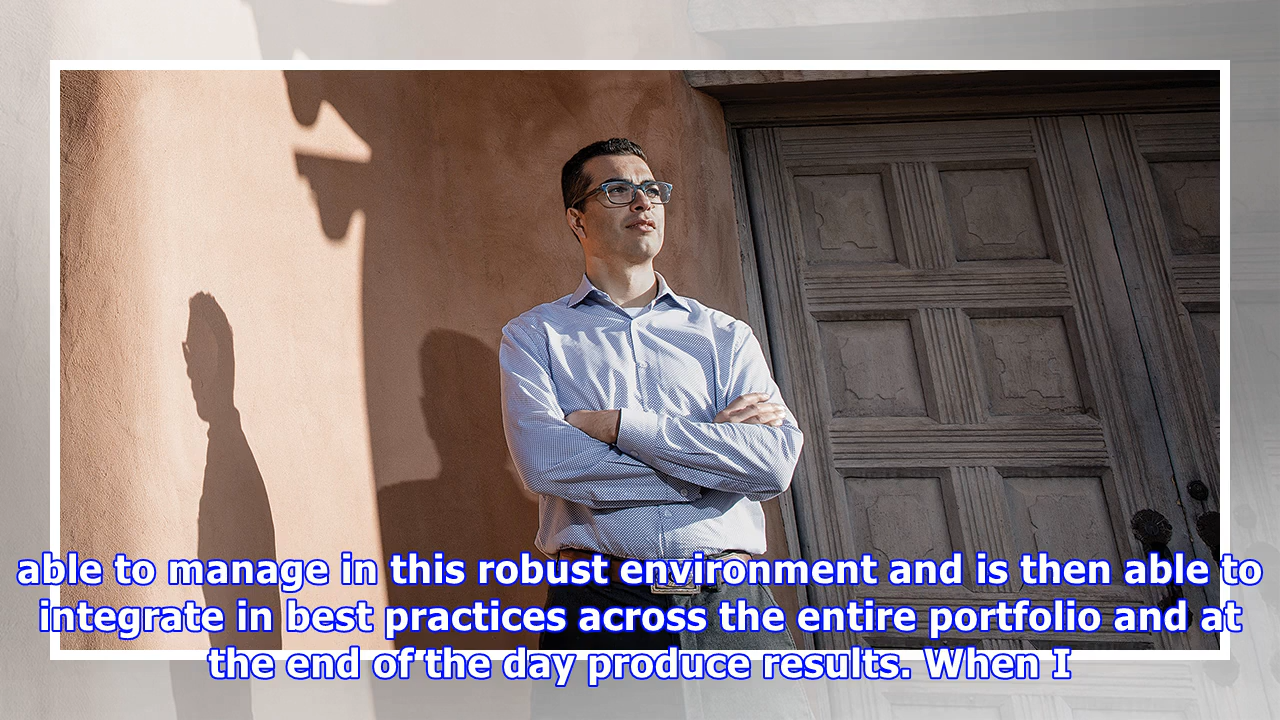 able to manage in this robust environment and is then able to
integrate in best practices across the entire portfolio and at
the end of the day produce results. When I